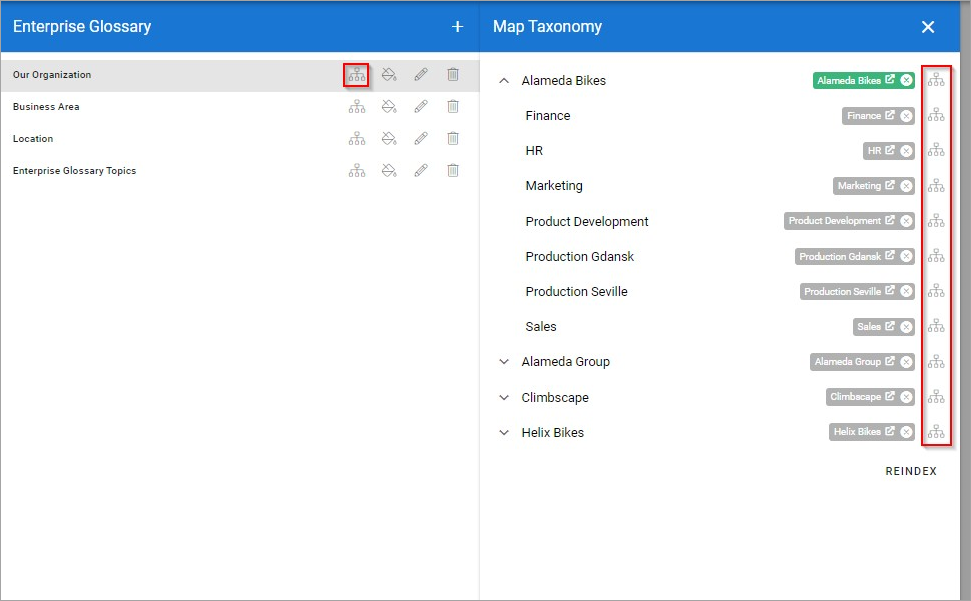 Enterprise Glossary
Our Organization
Business Area
Location
Enterprise Glossary Topics
Map Taxonomy
Alameda Bikes Alameda Bikes
Finance Finance
HR HR
Marketing Marketing
Product Development Product Development
Production Gdansk Production Gdansk
Production Seville Production Seville
Sales Sales
Alameda Group Alameda Group
Climbscape Climbscape
Helix Bikes Helix Bikes
REINDEX